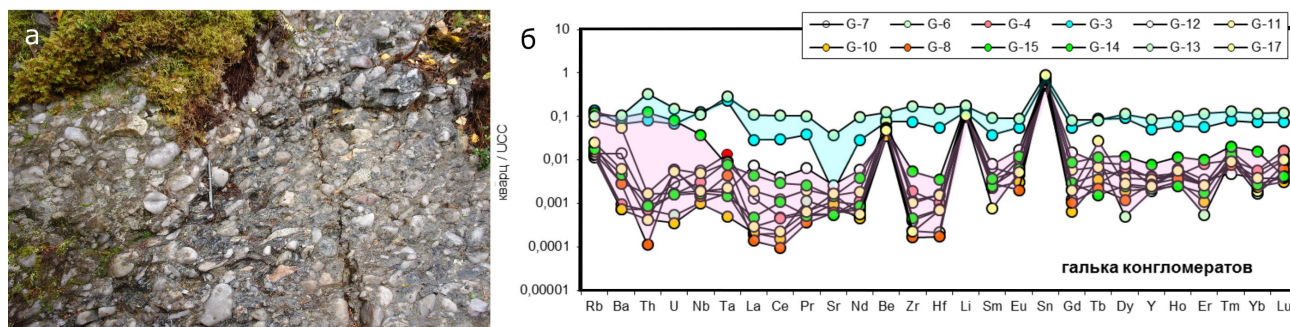 а
б
кварц / UCC
10
1
0,1
0,01
0,001
0,0001
0,00001
G-7 G-6 G-4 G-3 G-12 G-11
G-10 G-8 G-15 G-14 G-13 G-17
галька конгломератов
Rb Ba Th U Nb Ta La Ce Pr Sr Nd Be Zr Hf Li Sm Eu Sn Gd Tb Dy Y Ho Er Tm Yb Lu